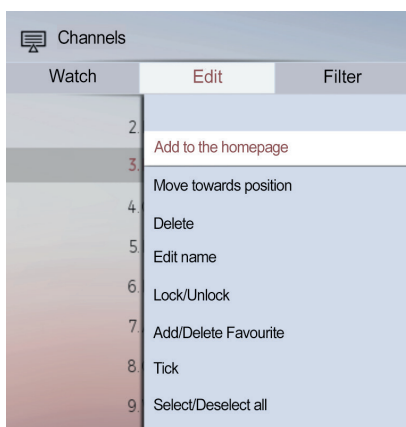 Channels
Watch Edit Filter
2.
Add to the homepage
3.
Move towards position
4.
Delete
5.
Edit name
6.
Lock/Unlock
7.
Add/Delete Favourite
8.
Tick
9.
Select/Deselect all